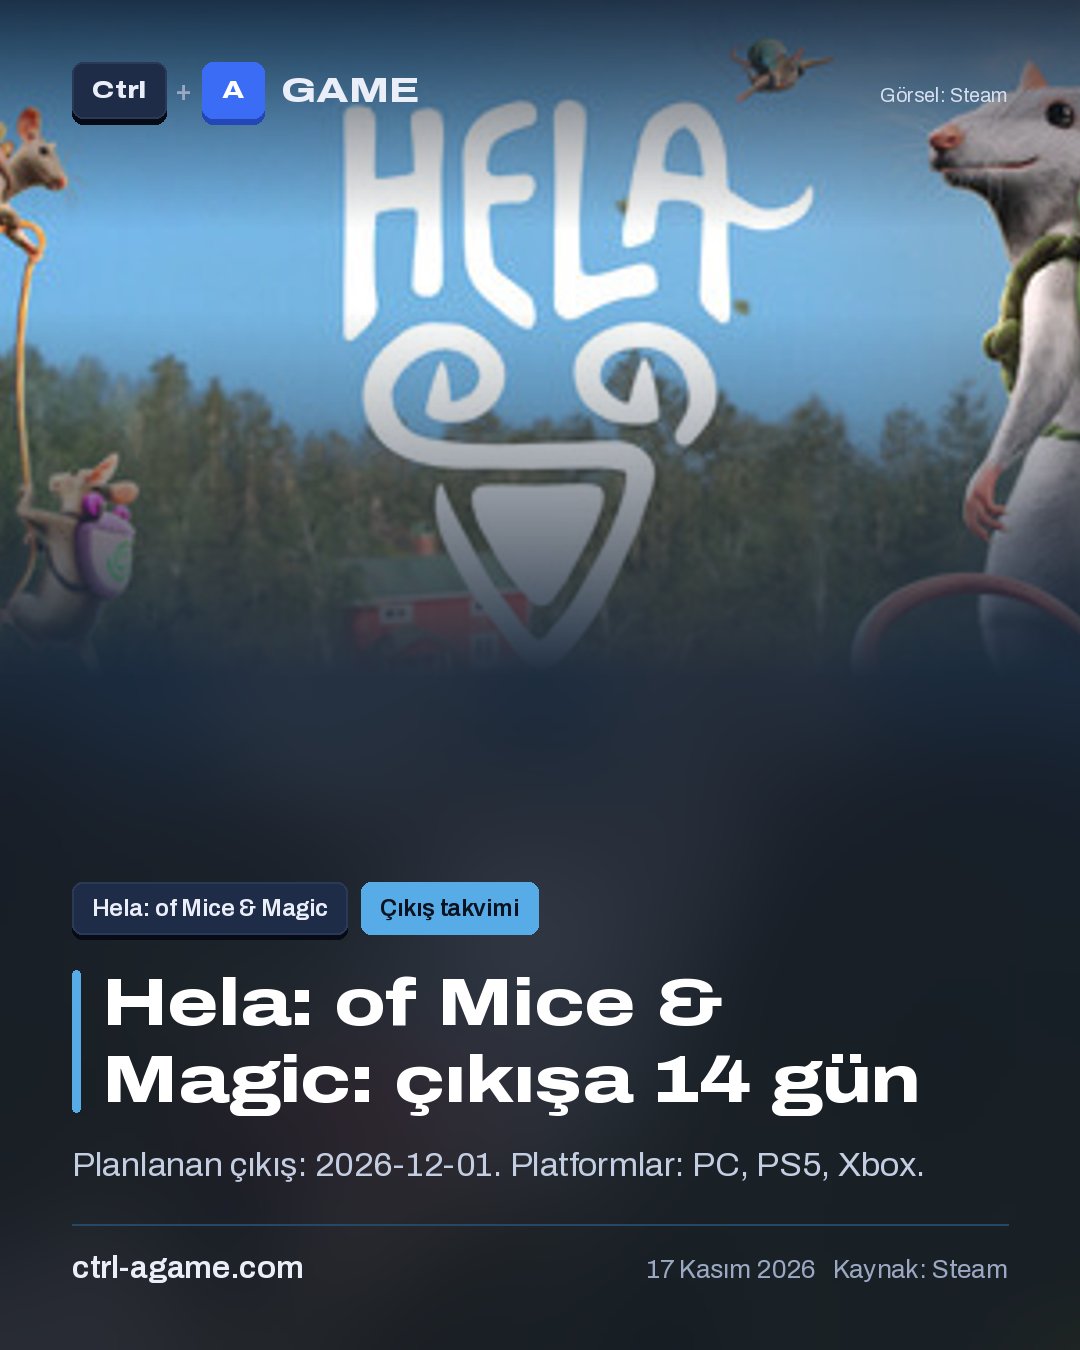 Ctrl + A GAME
Görsel: Steam
HELA
Hela: of Mice & Magic
Çıkış takvimi
Hela: of Mice &
Magic: çıkışa 14 gün
Planlanan çıkış: 2026-12-01. Platformlar: PC, PS5, Xbox.
ctrl-agame.com
17 Kasım 2026 Kaynak: Steam